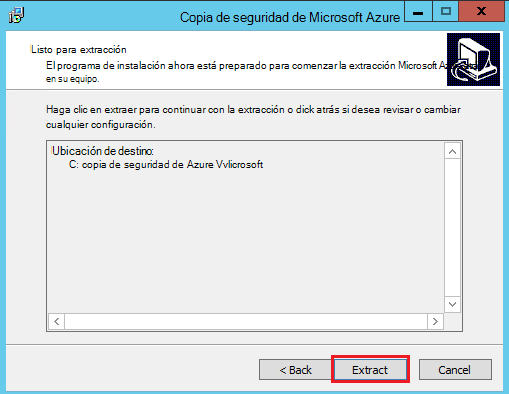 Copia de seguridad de Microsoft Azure
Listo para extracción
El programa de instalación ahora está preparado para comenzar la extracción Microsoft Az
en su equipo.
Haga clic en extraer para continuar con la extracción o dick atrás si desea revisar o cambiar
cualquier configuración.
Ubicación de destino:
C: copia de seguridad de Azure Vvlicrosoft
< Back
Extract
Cancel